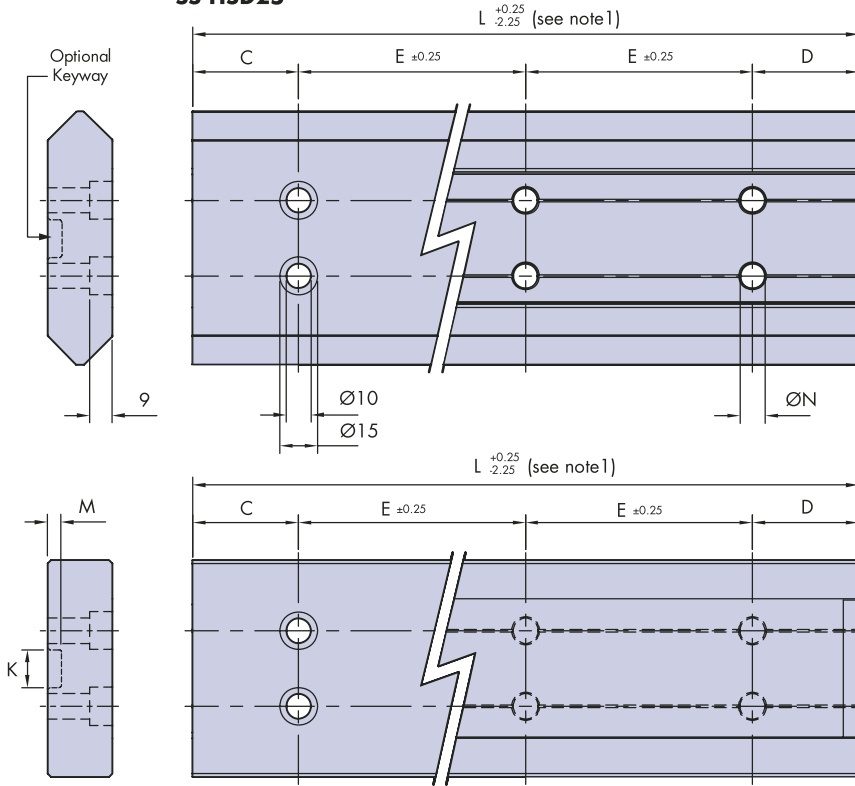 L +0.25 -2.25 (see note1)
C
E ±0.25
E ±0.25
D
Optional
Keyway
9
Ø10
Ø15
ØN
L +0.25 -2.25 (see note1)
M
C
E ±0.25
E ±0.25
D
K